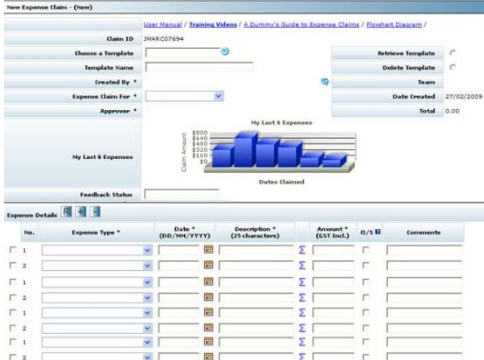 New Expense Claim - (New)
User Manual / Training Videos / A Dummy's Guide to Expense Claims / Flowhart Diagram /
Claim ID JMARC07694
Choose a Template Retrieve Template
Template Name Delete Template
Created By * Team
Expense Claim For * Date Created 27/02/2009
Approver * Total 0.00
My Last 6 Expenses
My Last 6 Expenses
Claim Amount
$800
$640
$480
$320
$160
$0
Dates Claimed
Feedback Status
Expense Details
No. Expense Type * Date * (DD/MM/YYYY) Description * (25 characters) Amount * (GST Incl.) O/S Comments
1
2
1
2
1
2
1
2